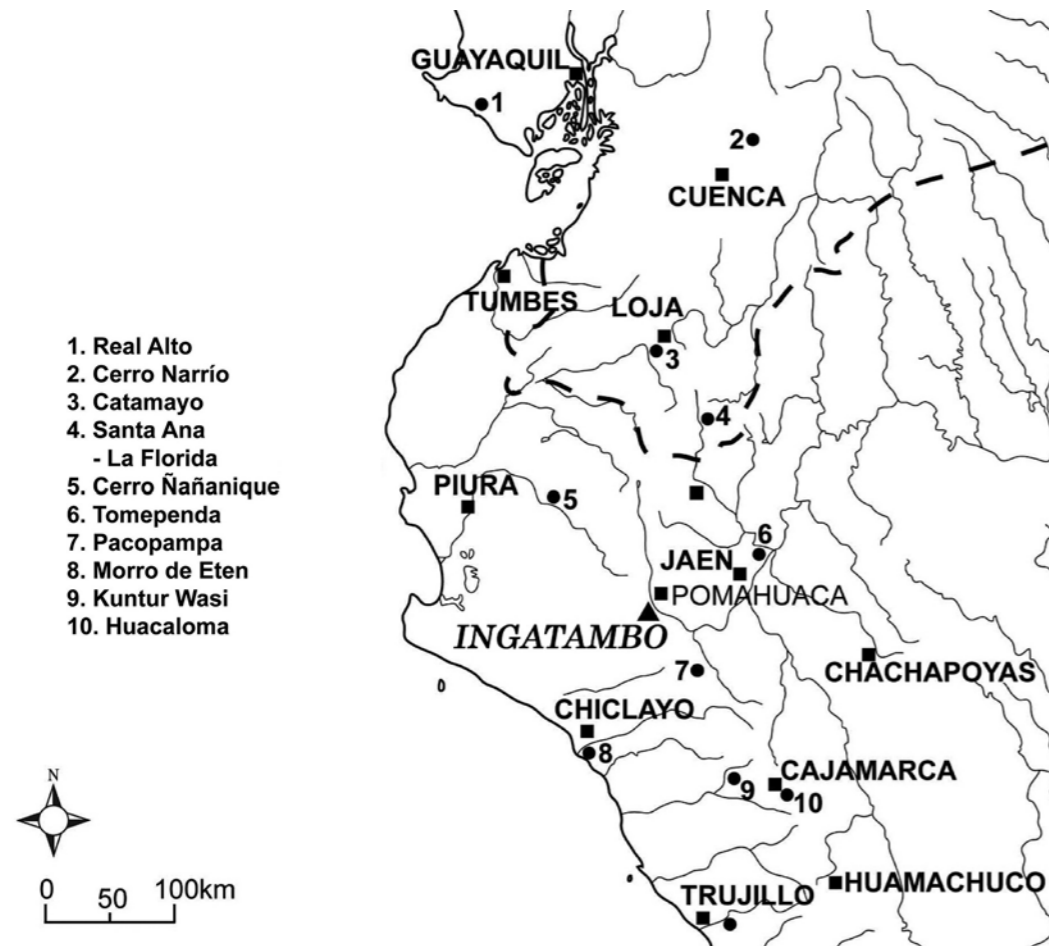 GUAYAQUIL
1
2
CUENCA
TUMBES
LOJA
3
1. Real Alto
2. Cerro Narrío
3. Catamayo
4. Santa Ana
- La Florida
5. Cerro Ñañanique
6. Tomependa
7. Pacopampa
8. Morro de Eten
9. Kuntur Wasi
10. Huacaloma
4
PIURA
5
6
JAEN
POMAHUACA
INGATAMBO
7
CHACHAPOYAS
CHICLAYO
8
CAJAMARCA
9
10
N
0 50 100km
HUAMACHUCO
TRUJILLO